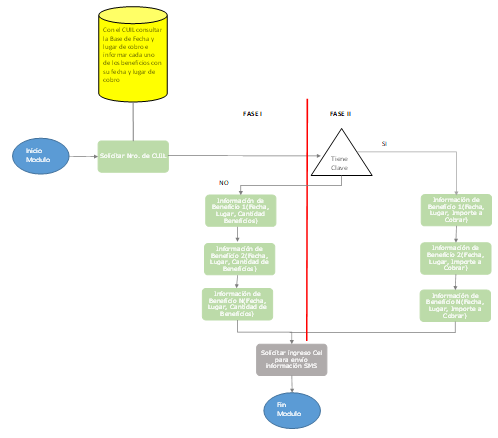 Con el CUIL consultar
la Base de Fecha y
lugar de cobro e
informar cada uno
de los beneficios con
su fecha y lugar de
cobro
FASE I
FASE II
Inicio
Modulo
Solicitar Nro. de CUIL
Tiene
Clave
SI
NO
Información de
Beneficio 1(Fecha,
Lugar, Cantidad
Beneficios)
Información de
Beneficio 2(Fecha,
Lugar, Cantidad de
Beneficios)
Información de
Beneficio N(Fecha,
Lugar, Cantidad de
Beneficios)
Información de
Beneficio 1(Fecha,
Lugar, Importe a
Cobrar)
Información de
Beneficio 2(Fecha,
Lugar, Importe a
Cobrar)
Información de
Beneficio N(Fecha,
Lugar, Importe a
Cobrar)
Solicitar ingreso Cel
para envío
información SMS
Fin
Modulo